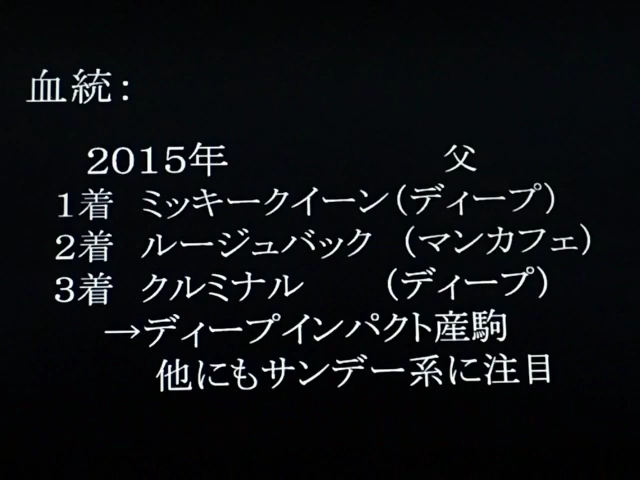 血統：
2015年　父
1着　ミッキークイーン（ディープ）
2着　ルージュバック　（マンカフェ）
3着　クルミナル　（ディープ）
→ディープインパクト産駒
他にもサンデー系に注目